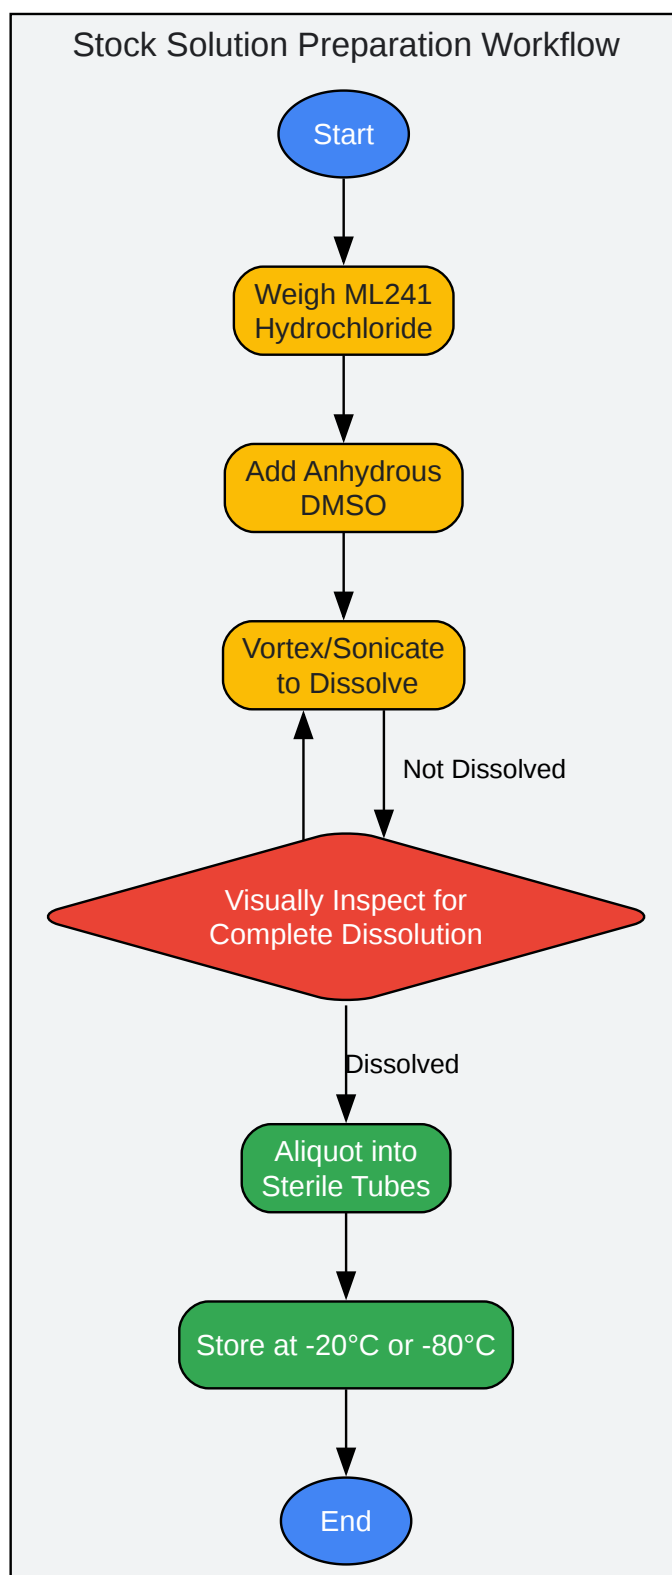 Stock Solution Preparation Workflow
Start
Weigh ML241
Hydrochloride
Add Anhydrous
DMSO
Vortex/Sonicate
to Dissolve
Not Dissolved
Visually Inspect for
Complete Dissolution
Dissolved
Aliquot into
Sterile Tubes
Store at -20°C or -80°C
End